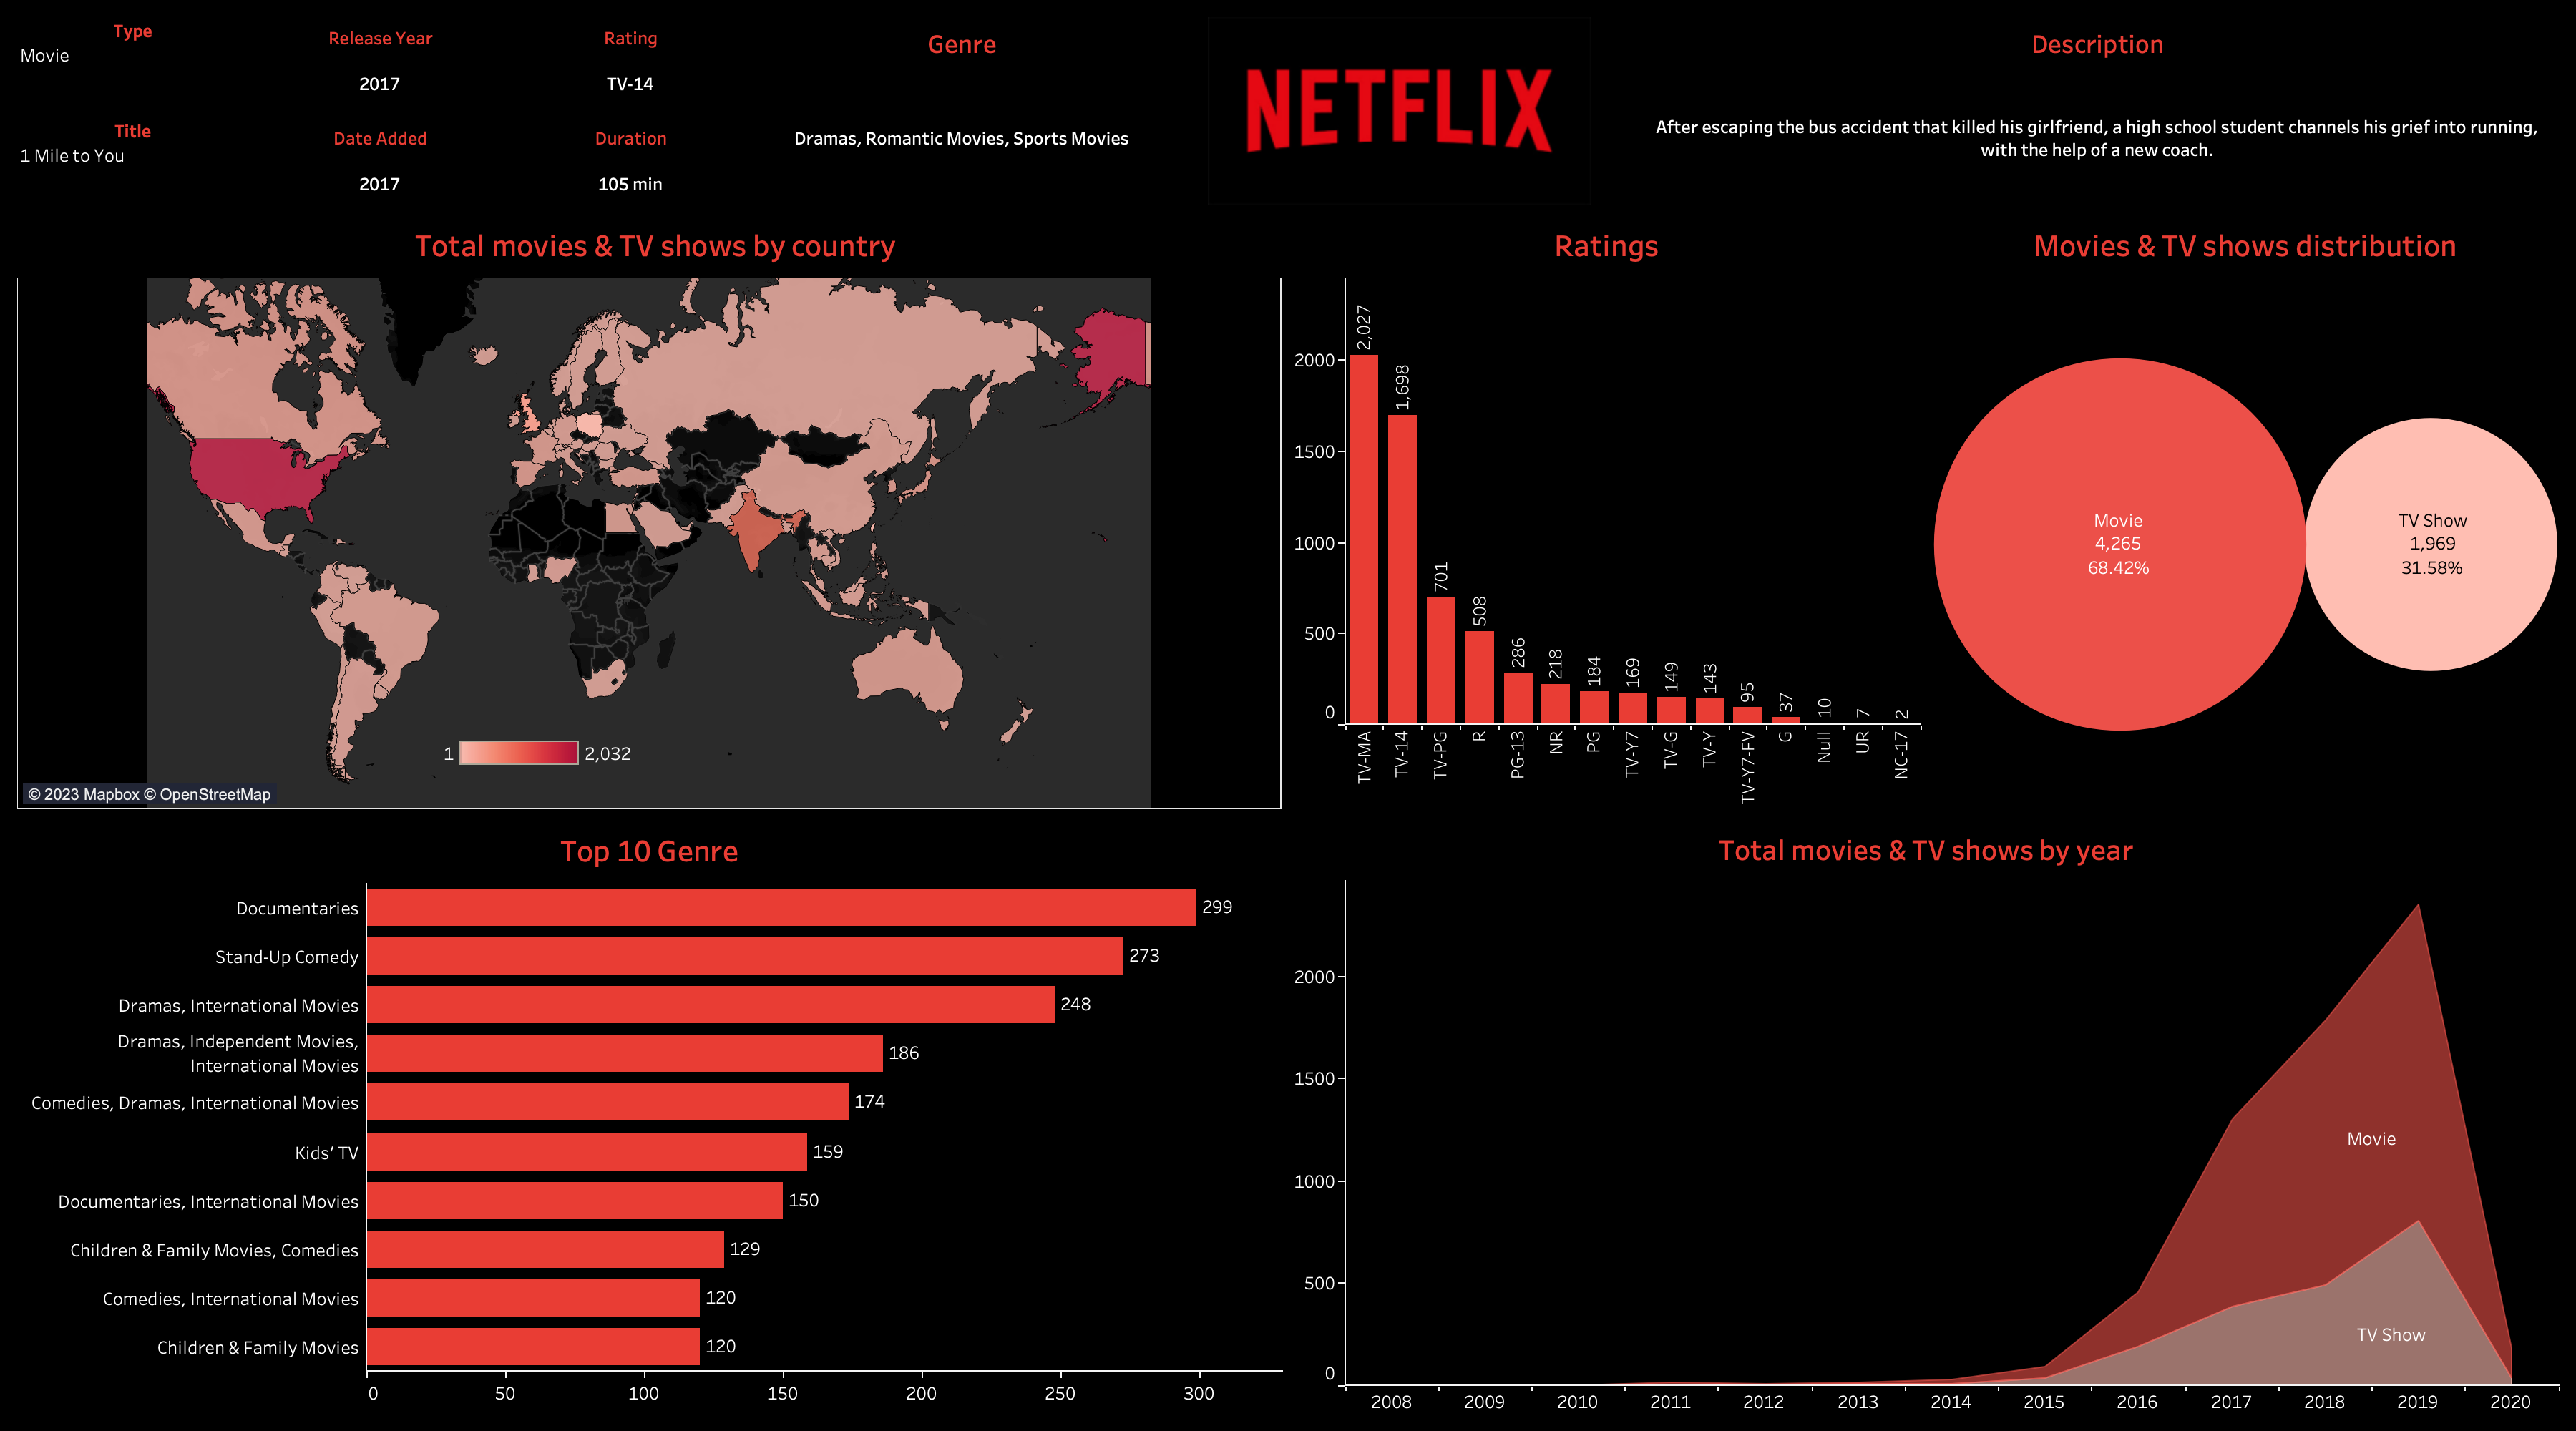 Type
Movie
Release Year
2017
Rating
TV-14
Genre
NETFLIX
Description
Title
1 Mile to You
Date Added
2017
Duration
105 min
Dramas, Romantic Movies, Sports Movies
After escaping the bus accident that killed his girlfriend, a high school student channels his grief into running,
with the help of a new coach.
Total movies & TV shows by country
1
2,032
© 2023 Mapbox © OpenStreetMap
Ratings
2000
1500
1000
500
0
2,027
1,698
701
508
286
218
184
169
149
143
95
37
10
7
2
TV-MA
TV-14
TV-PG
R
PG-13
NR
PG
TV-Y7
TV-G
TV-Y
TV-Y7-FV
G
Null
UR
NC-17
Movies & TV shows distribution
Movie
4,265
68.42%
TV Show
1,969
31.58%
Top 10 Genre
Documentaries
299
Stand-Up Comedy
273
Dramas, International Movies
248
Dramas, Independent Movies,
International Movies
186
Comedies, Dramas, International Movies
174
Kids' TV
159
Documentaries, International Movies
150
Children & Family Movies, Comedies
129
Comedies, International Movies
120
Children & Family Movies
120
0
50
100
150
200
250
300
Total movies & TV shows by year
2000
1500
1000
500
0
Movie
TV Show
2008
2009
2010
2011
2012
2013
2014
2015
2016
2017
2018
2019
2020